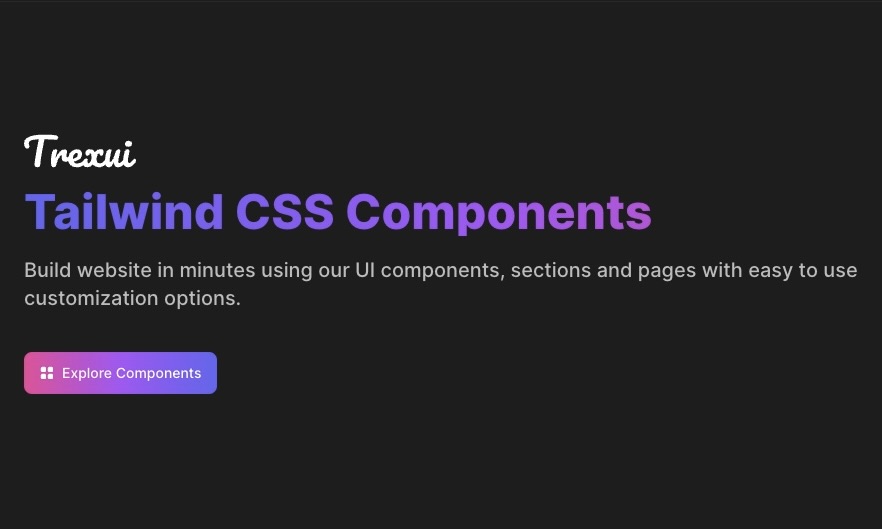 Trexui
Tailwind CSS Components
Build website in minutes using our UI components, sections and pages with easy to use
customization options.
Explore Components